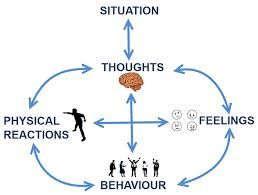 SITUATION
THOUGHTS
PHYSICAL
REACTIONS
FEELINGS
BEHAVIOUR